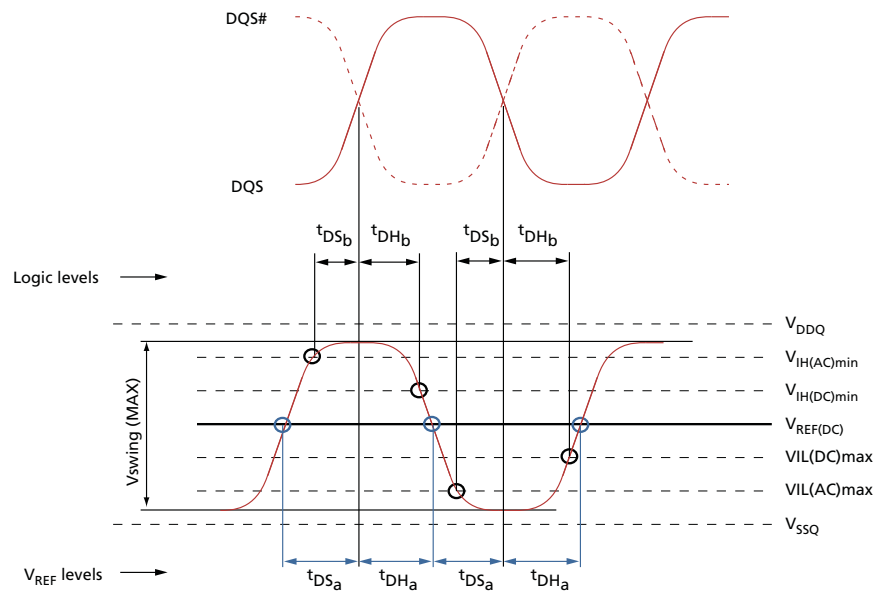 DQS#
DQS
tDSb tDHb tDSb tDHb
Logic levels
VDDQ
VIH(AC)min
VIH(DC)min
Vswing (MAX)
VREF(DC)
VIL(DC)max
VIL(AC)max
VSSQ
VREF levels
tDSa tDHa tDSa tDHa